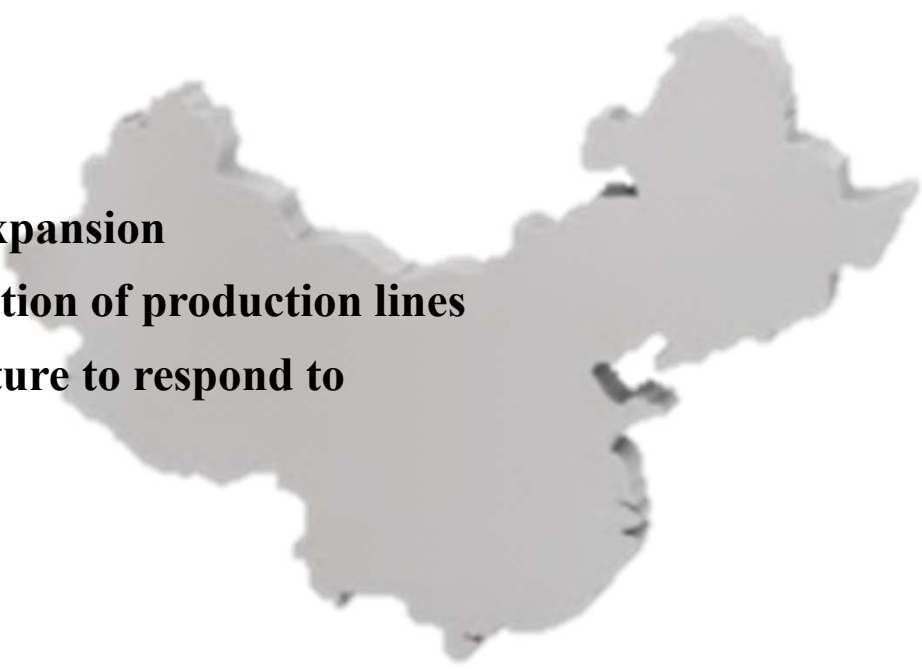 xpansion
tion of production lines
ture to respond to